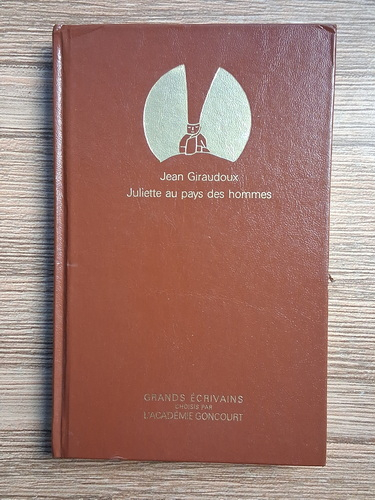 Jean Giraudoux
Juliette au pays des hommes
GRANDS ÉCRIVAINS
CHOISIS PAR
L'ACADÉMIE GONCOURT